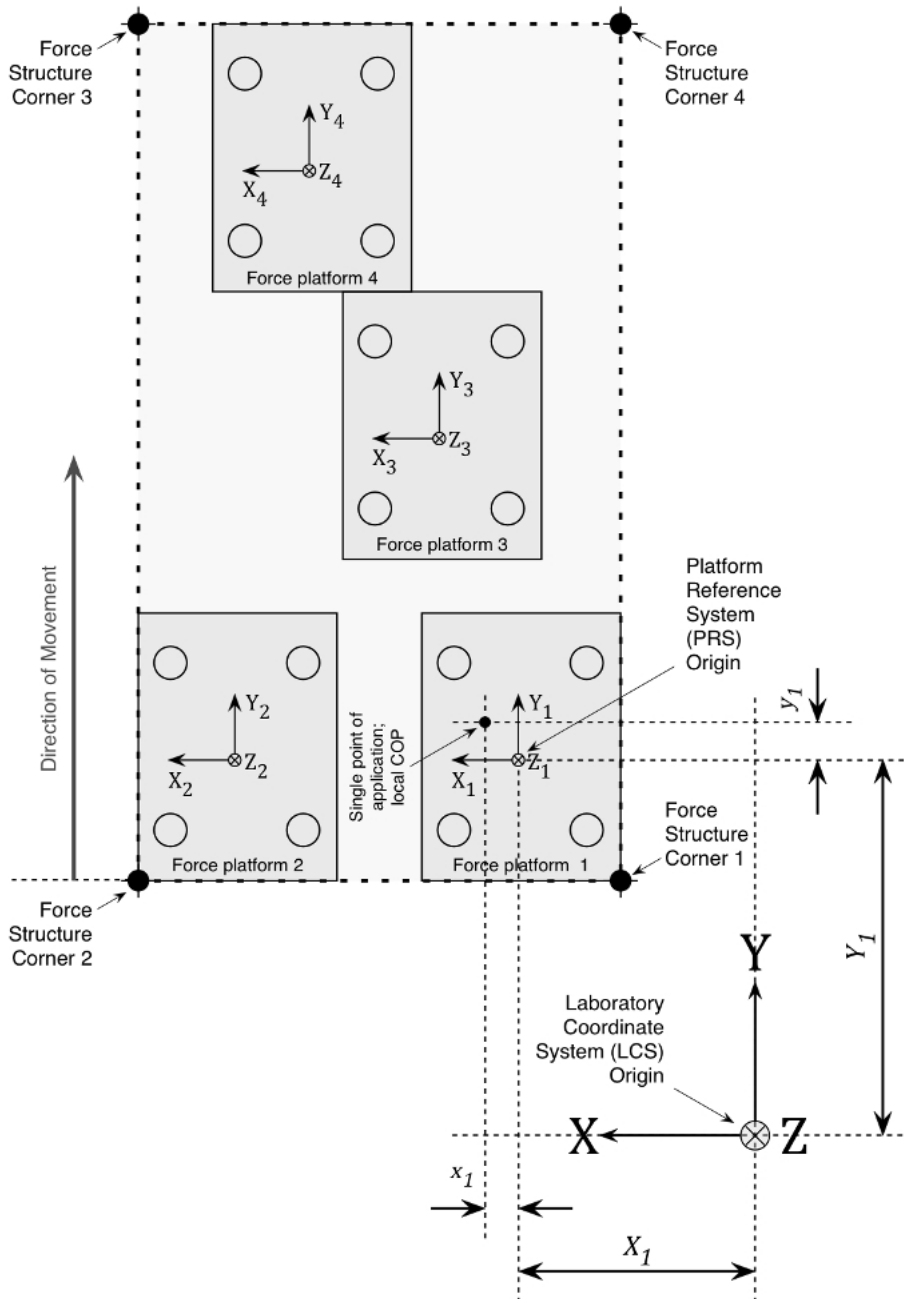 Force
Structure
Corner 3
Force
Structure
Corner 4
Y4
X4
Z4
Force platform 4
Y3
X3
Z3
Force platform 3
Direction of Movement
Platform
Reference
System
(PRS)
Origin
Y2
X2
Z2
Force platform 2
Single point of
application;
local COP
Y1
X1
Z1
Force platform 1
y1
Force
Structure
Corner 1
Force
Structure
Corner 2
Y1
Y
Laboratory
Coordinate
System (LCS)
Origin
X
Z
x1
X1